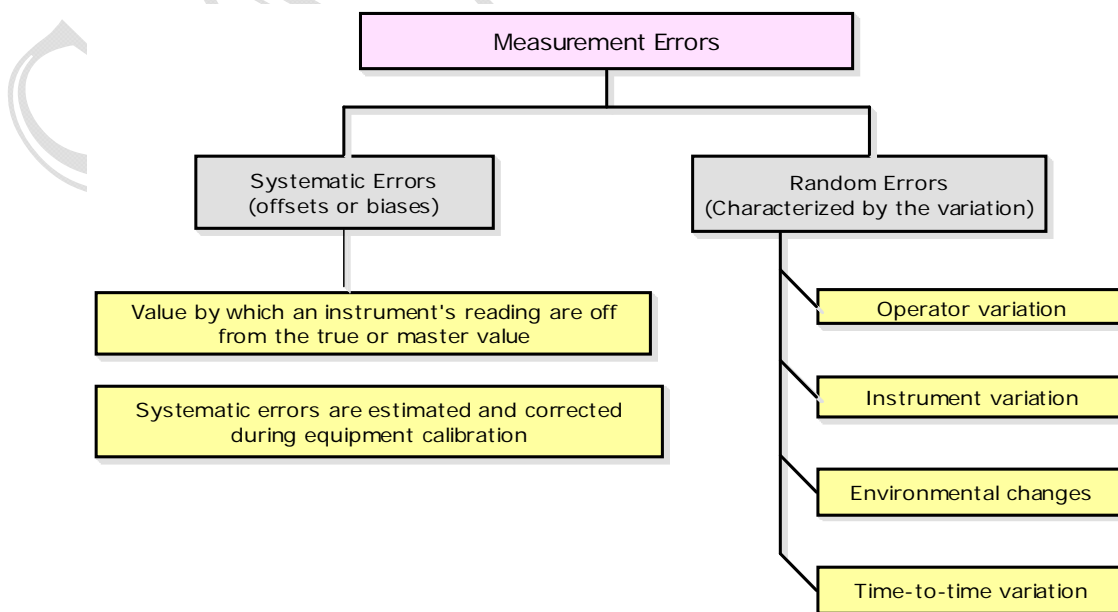 Measurement Errors
Systematic Errors
(offsets or biases)
Random Errors
(Characterized by the variation)
Value by which an instrument's reading are off
from the true or master value
Systematic errors are estimated and corrected
during equipment calibration
Operator variation
Instrument variation
Environmental changes
Time-to-time variation